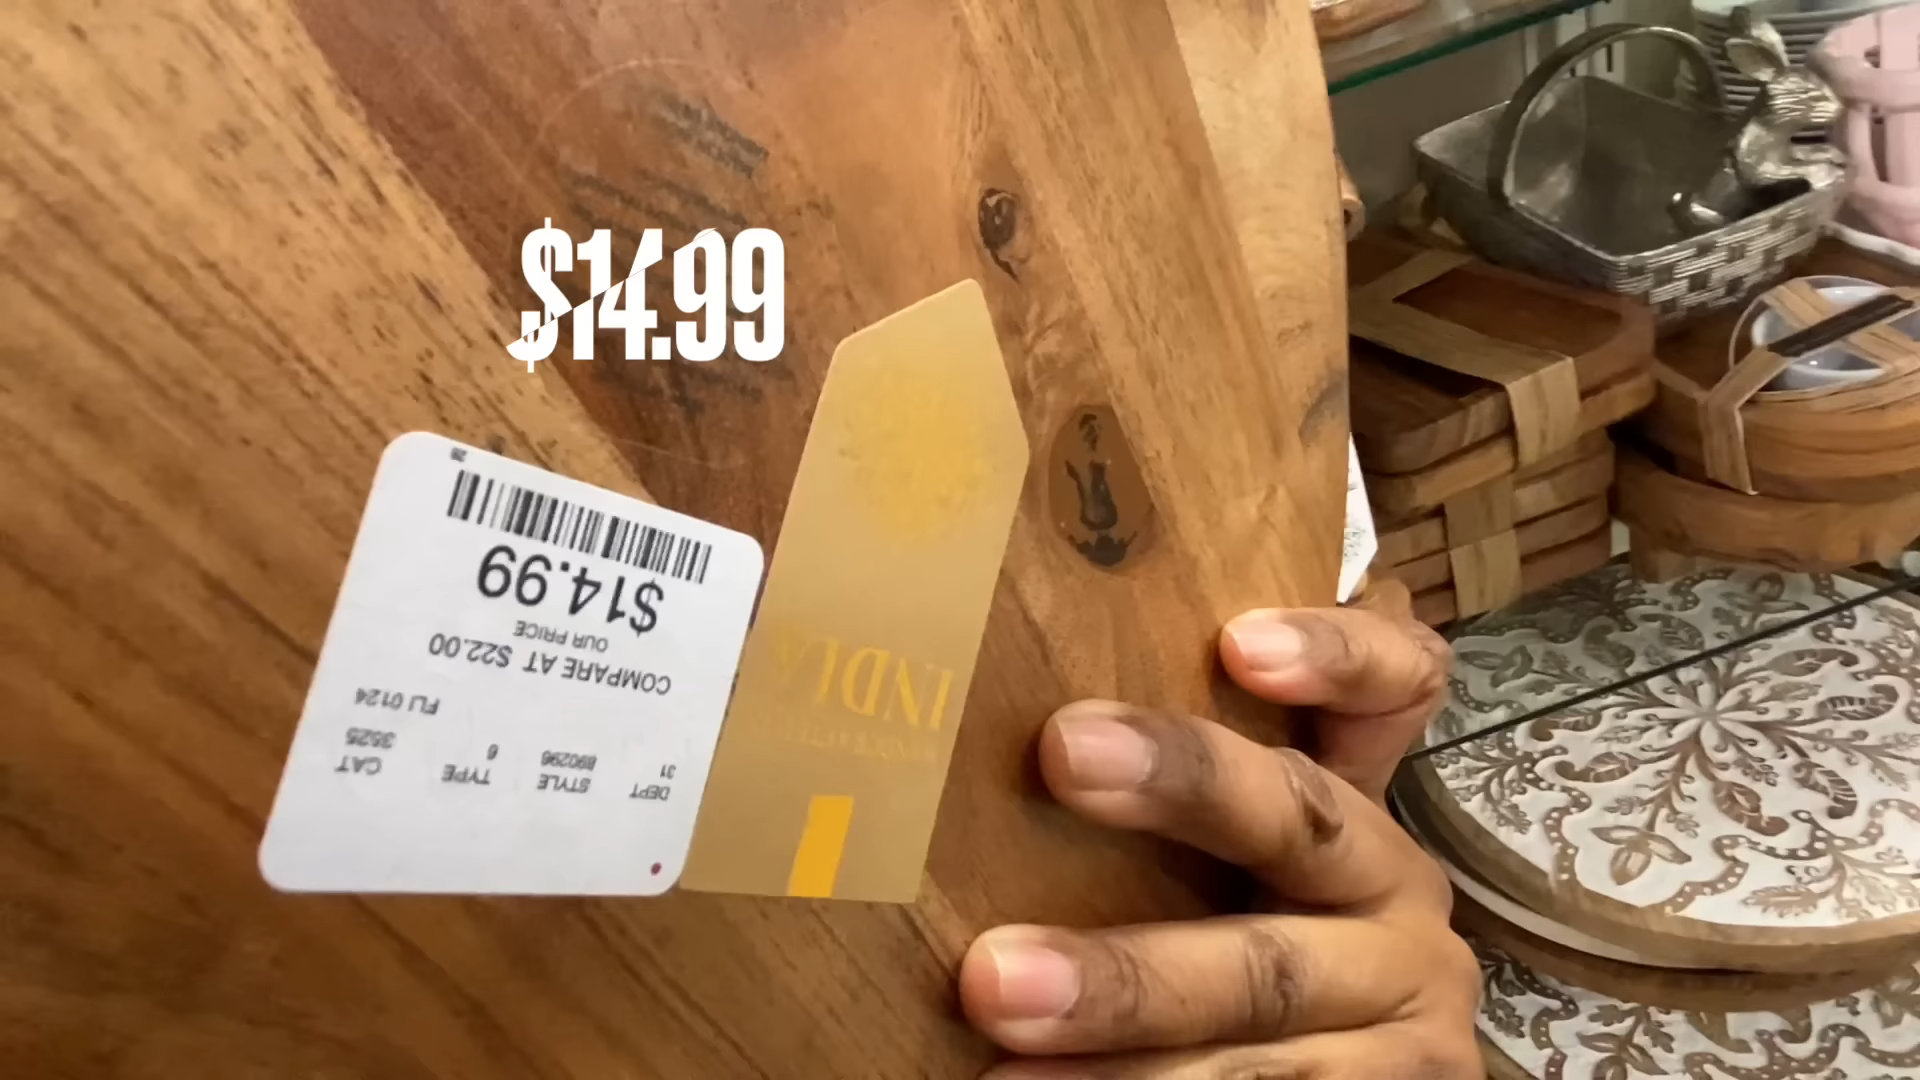 $14.99
28
$14.99
OUR PRICE
COMPARE AT $22.00
FLI 0124
DEPT STYLE TYPE CAT
31 890296 6 3525
INDIA